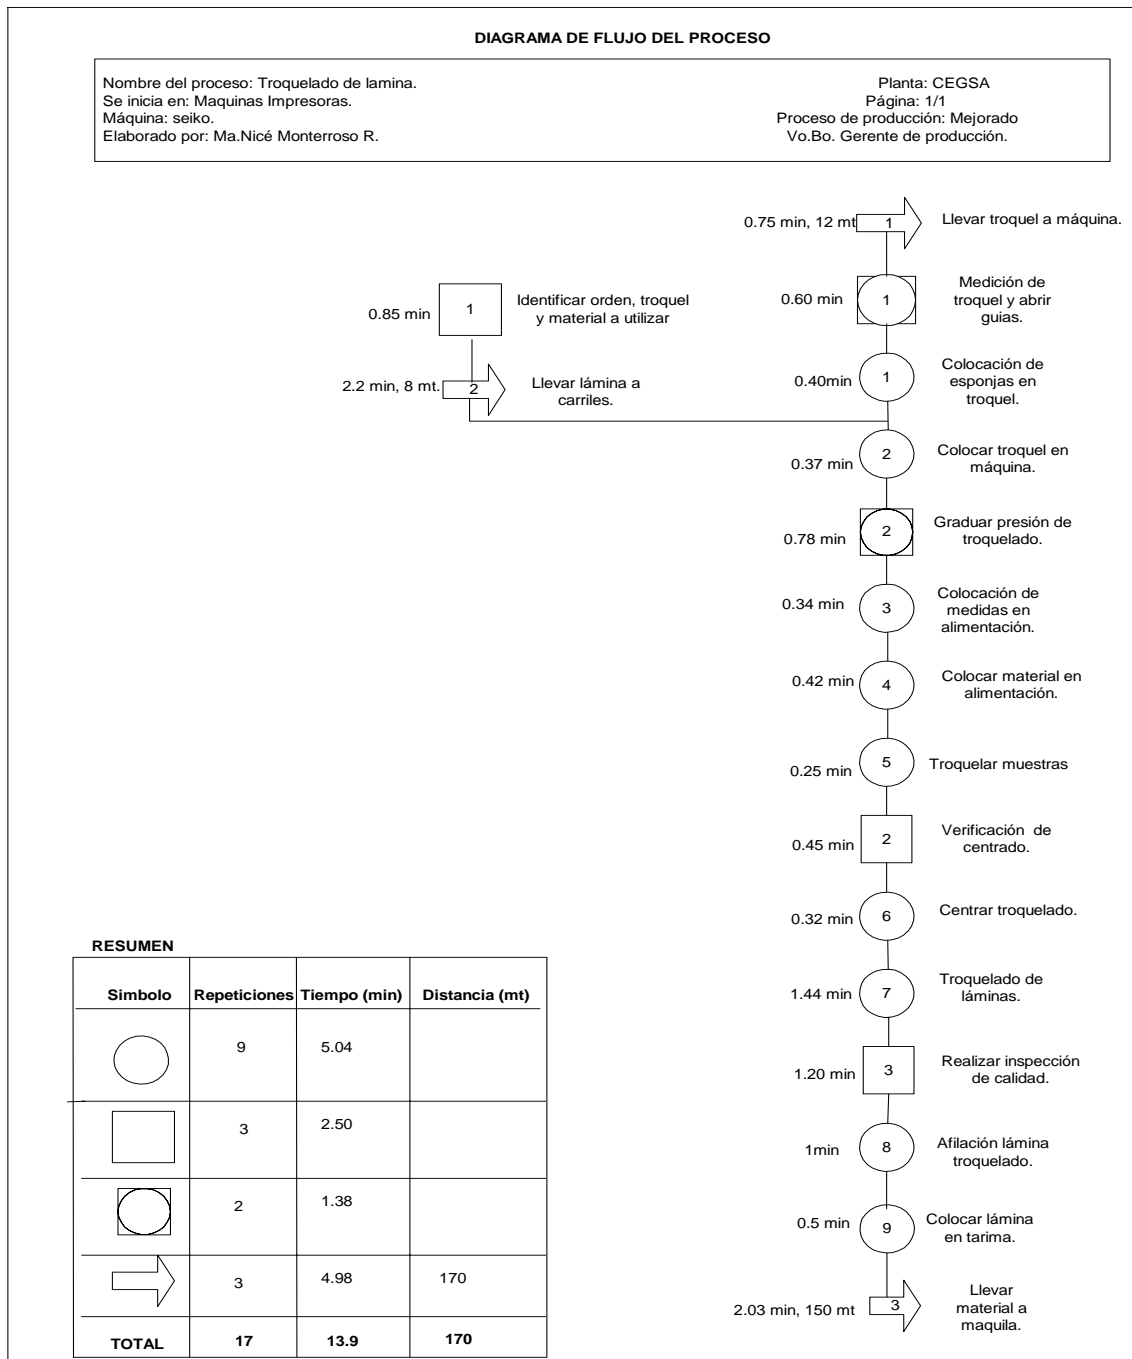 DIAGRAMA DE FLUJO DEL PROCESO
Nombre del proceso: Troquelado de lamina.
Se inicia en: Maquinas Impresoras.
Máquina: seiko.
Elaborado por: Ma.Nicé Monterroso R.
Planta: CEGSA
Página: 1/1
Proceso de producción: Mejorado
Vo.Bo. Gerente de producción.
0.75 min, 12 mt
1
Llevar troquel a máquina.
0.60 min
1
Medición de
troquel y abrir
guias.
0.85 min
1
Identificar orden, troquel
y material a utilizar
0.40min
1
Colocación de
esponjas en
troquel.
2.2 min, 8 mt.
2
Llevar lámina a
carriles.
0.37 min
2
Colocar troquel en
máquina.
0.78 min
2
Graduar presión de
troquelado.
0.34 min
3
Colocación de
medidas en
alimentación.
0.42 min
4
Colocar material en
alimentación.
0.25 min
5
Troquelar muestras
0.45 min
2
Verificación de
centrado.
0.32 min
6
Centrar troquelado.
1.44 min
7
Troquelado de
láminas.
1.20 min
3
Realizar inspección
de calidad.
1min
8
Afilación lámina
troquelado.
0.5 min
9
Colocar lámina
en tarima.
2.03 min, 150 mt
3
Llevar
material a
maquila.
RESUMEN
Simbolo Repeticiones Tiempo (min) Distancia (mt)
9 5.04
3 2.50
2 1.38
3 4.98 170
TOTAL 17 13.9 170